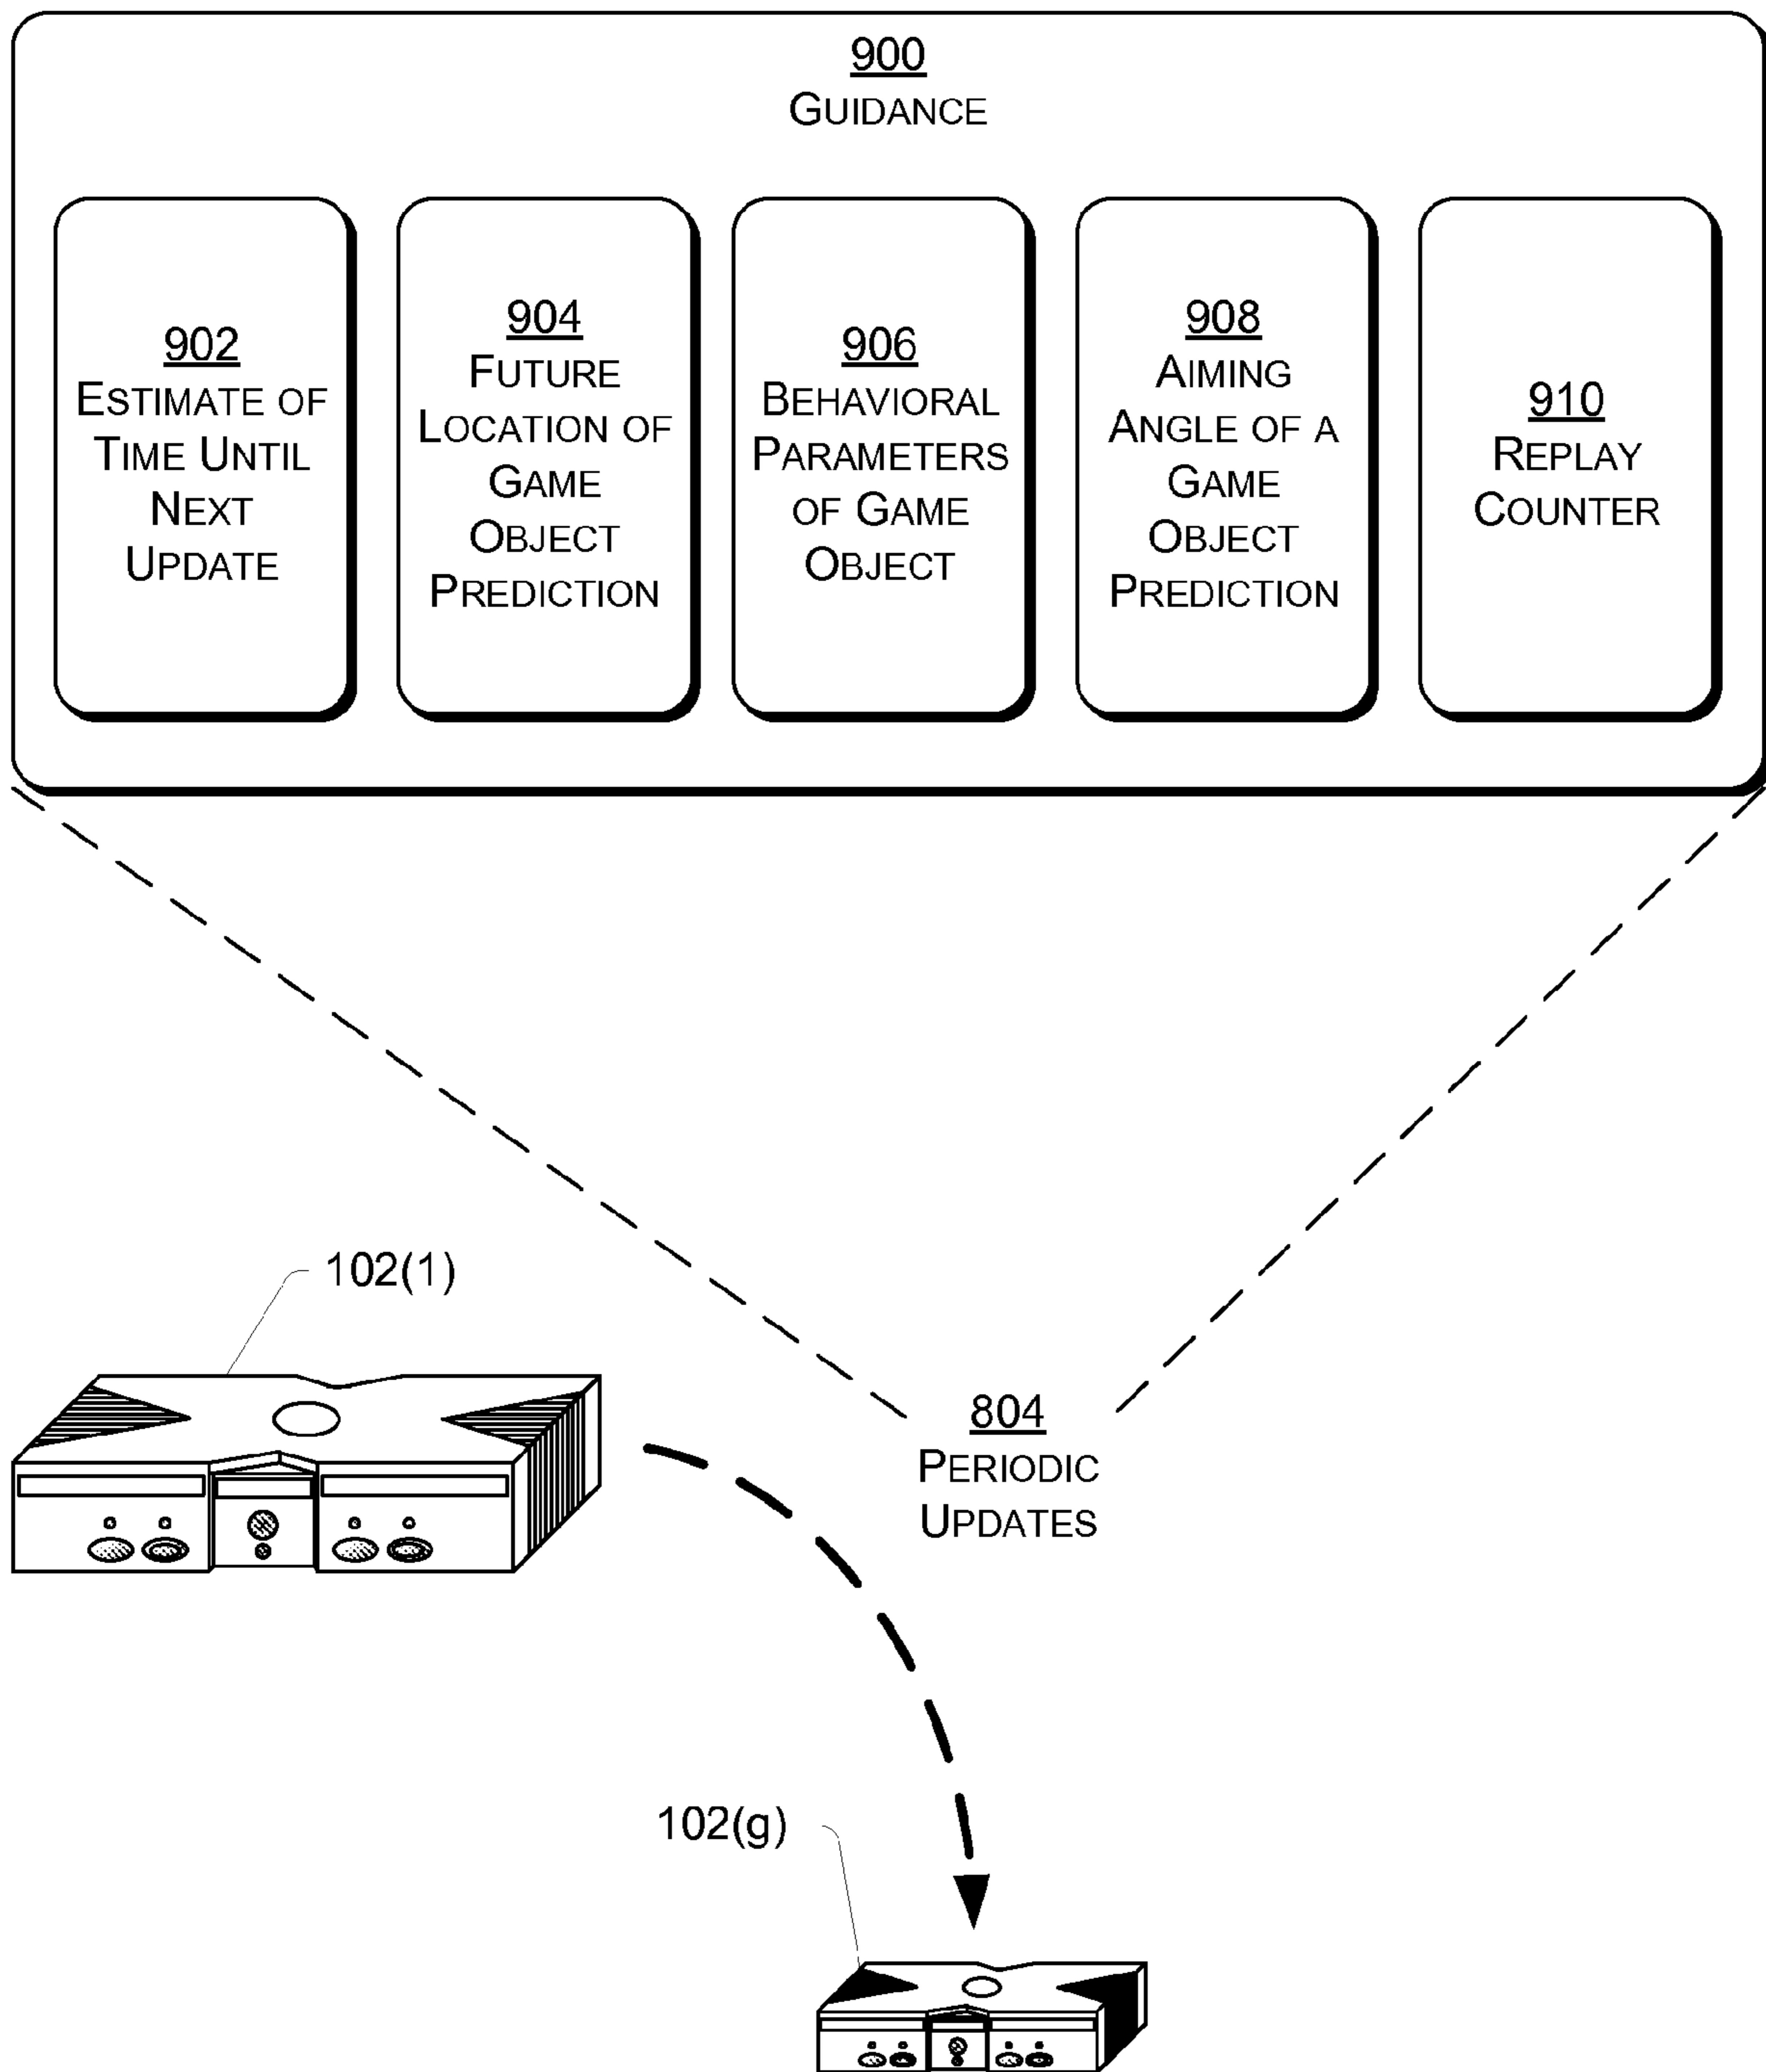 900
GUIDANCE
902
ESTIMATE OF
TIME UNTIL
NEXT
UPDATE
904
FUTURE
LOCATION OF
GAME
OBJECT
PREDICTION
906
BEHAVIORAL
PARAMETERS
OF GAME
OBJECT
908
AIMING
ANGLE OF A
GAME
OBJECT
PREDICTION
910
REPLAY
COUNTER
102(1)
804
PERIODIC
UPDATES
102(g)